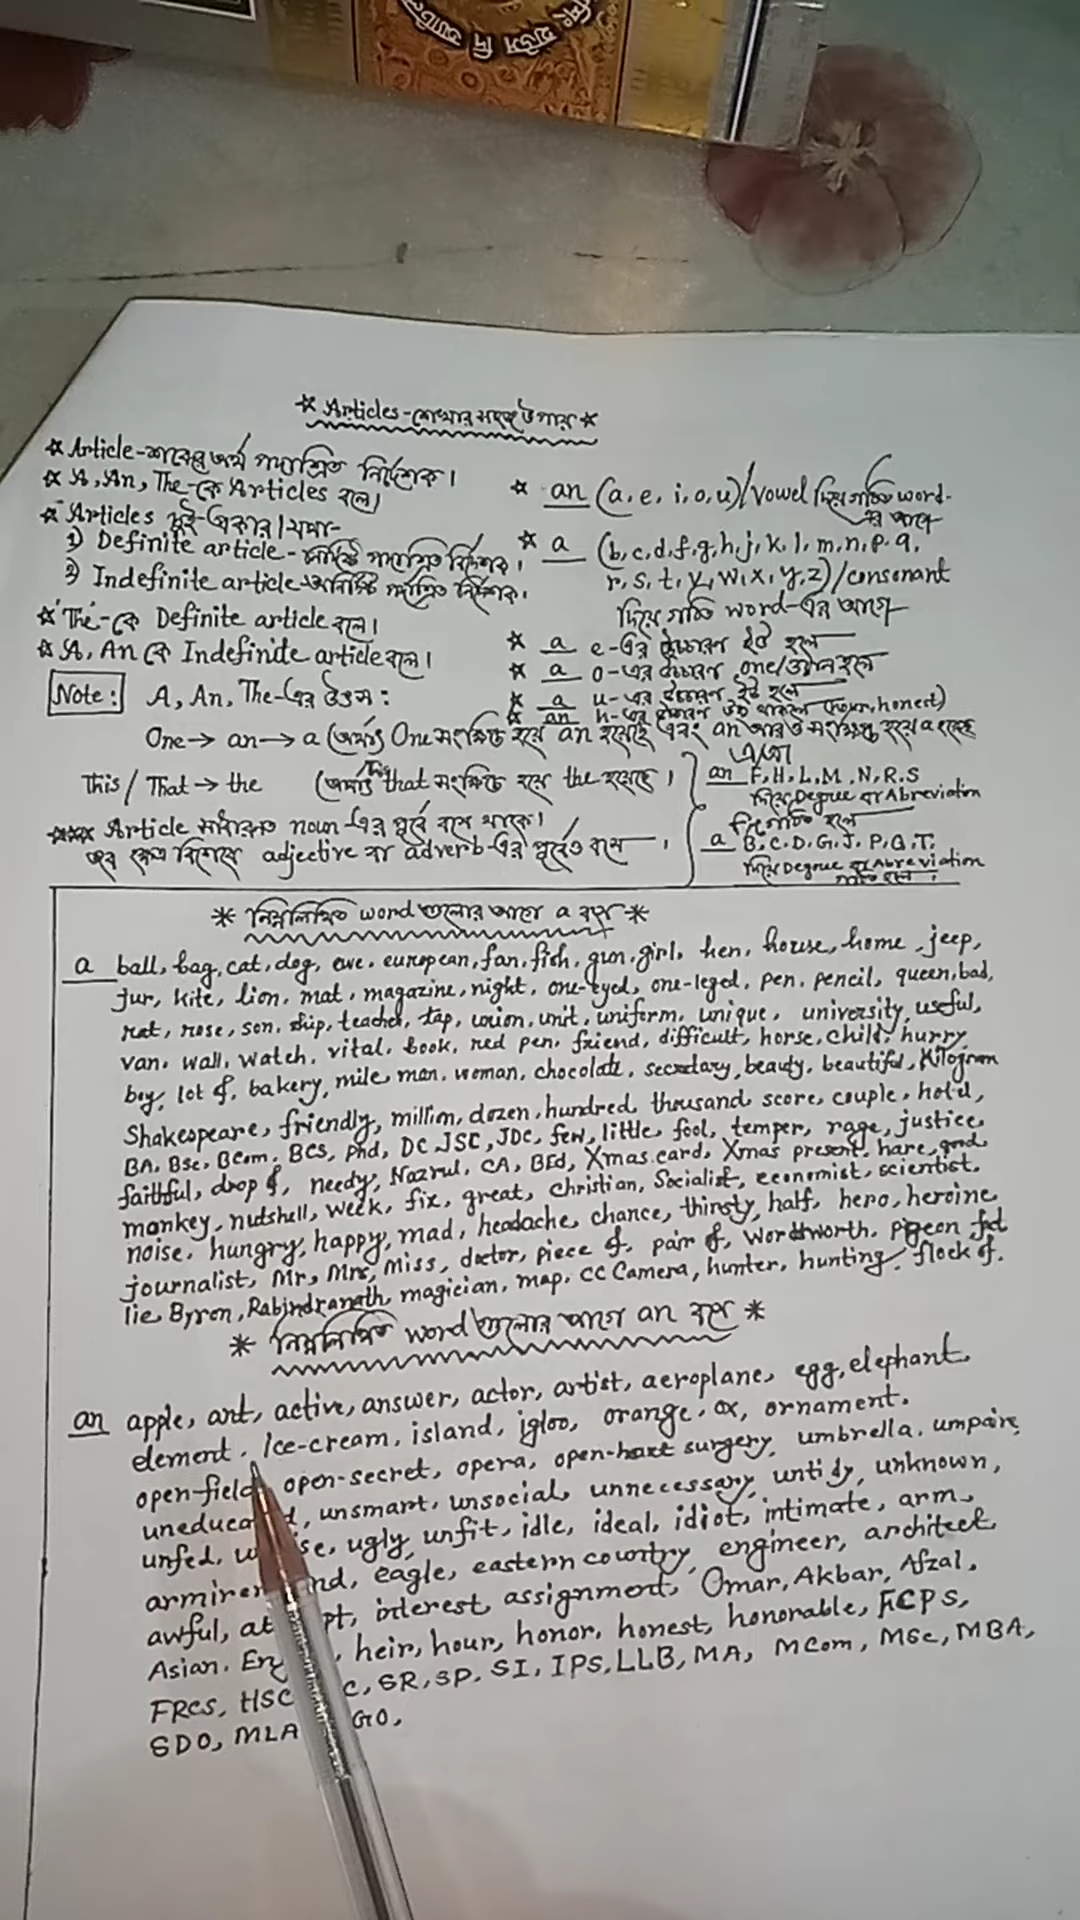 হাউস দি
* Articles-শেখার সহজ উপায় *
* Article-শব্দের অর্থ পদাশ্রিত নির্দেশক।
* A, An, The-কে Articles বলে।
* Articles দুই-প্রকার। যথা-
১) Definite article- পদাশ্রিত নির্দেশক।
২) Indefinite article- পদাশ্রিত নির্দেশক।
* The-কে Definite article বলে।
* A, An কে Indefinite article বলে।
Note: A, An, The-এর উৎস:
One → an → a (অর্থাৎ One সংক্ষিপ্ত হয়ে an হয়েছে এবং an আরও সংক্ষিপ্ত হয়ে a হয়েছে
This / That → the (অর্থাৎ This that সংক্ষিপ্ত হয়ে the হয়েছে।
**** Article সাধারনত noun-এর পূর্বে বসে থাকে।
তবে ক্ষেত্র বিশেষে adjective বা adverb-এর পূর্বেও বসে।
* an (a, e, i, o, u)/vowel দিয়ে গঠিত word-
এর আগে
* a (b, c, d, f, g, h, j, k, l, m, n, p, q,
r, s, t, v, w, x, y, z)/consonant
দিয়ে গঠিত word-এর আগে
* a e-এর উচ্চারণ ইউ হলে
* a o-এর উচ্চারণ one/ওয়ান হলে
* a u-এর উচ্চারণ ইউ হলে
* an h-এর উচ্চারণ উহ্য থাকলে (hour, honest)
an F, H, L, M, N, R, S
দিয়ে Degree বা Abreviation
গঠিত হলে
a B, C, D, G, J, P, Q, T.
দিয়ে Degree বা Abreviation
গঠিত হলে।
* নিম্নলিখিত word গুলোর আগে a বসে *
a ball, bag, cat, dog, ewe, european, fan, fish, gun, girl, hen, house, home, jeep,
jur, kite, lion, mat, magazine, night, one-eyed, one-leged, pen, pencil, queen, bad,
rat, rose, son, ship, teacher, tap, union, unit, uniform, unique, university, useful,
van, wall, watch, vital, book, red pen, friend, difficult, horse, child, hurry
boy, lot of, bakery, mile, man, woman, chocolate, secretary, beauty, beautiful, Kilogram
Shakespeare, friendly, million, dozen, hundred, thousand, score, couple, hotel,
BA, BSc, BCom, BCS, Phd, DC, JSC, JDC, few, little, fool, temper, rage, justice
faithful, drop of, needy, Nazrul, CA, BEd, Xmas card, Xmas present, hare, good
monkey, nutshell, week, fix, great, Christian, Socialist, economist, scientist,
noise, hungry, happy, mad, headache, chance, thirsty, half, hero, heroine
journalist, Mr, Mrs, Miss, doctor, piece of, pair of, Wordsworth, pigeon
lie, Byron, Rabindranath, magician, map, CC Camera, hunter, hunting, flock of.
* নিম্নলিখিত word গুলোর আগে an বসে *
an apple, art, active, answer, actor, artist, aeroplane, egg, elephant
element, Ice-cream, island, igloo, orange, ox, ornament.
open-field, open-secret, opera, open-heart surgery, umbrella, umpaire,
unsmart, unsocial, unnecessary, untidy, unknown,
unfed, ugly, unfit, idle, ideal, idiot, intimate, arm,
eagle, eastern country, engineer, architect
awful, interest, assignment, Omar, Akbar, Afzal,
Asian, heir, hour, honor, honest, honorable, FCPS,
FRCS, HSC SR, SP, SI, IPS, LLB, MA, MCom, MSc, MBA,
SDO, MLA